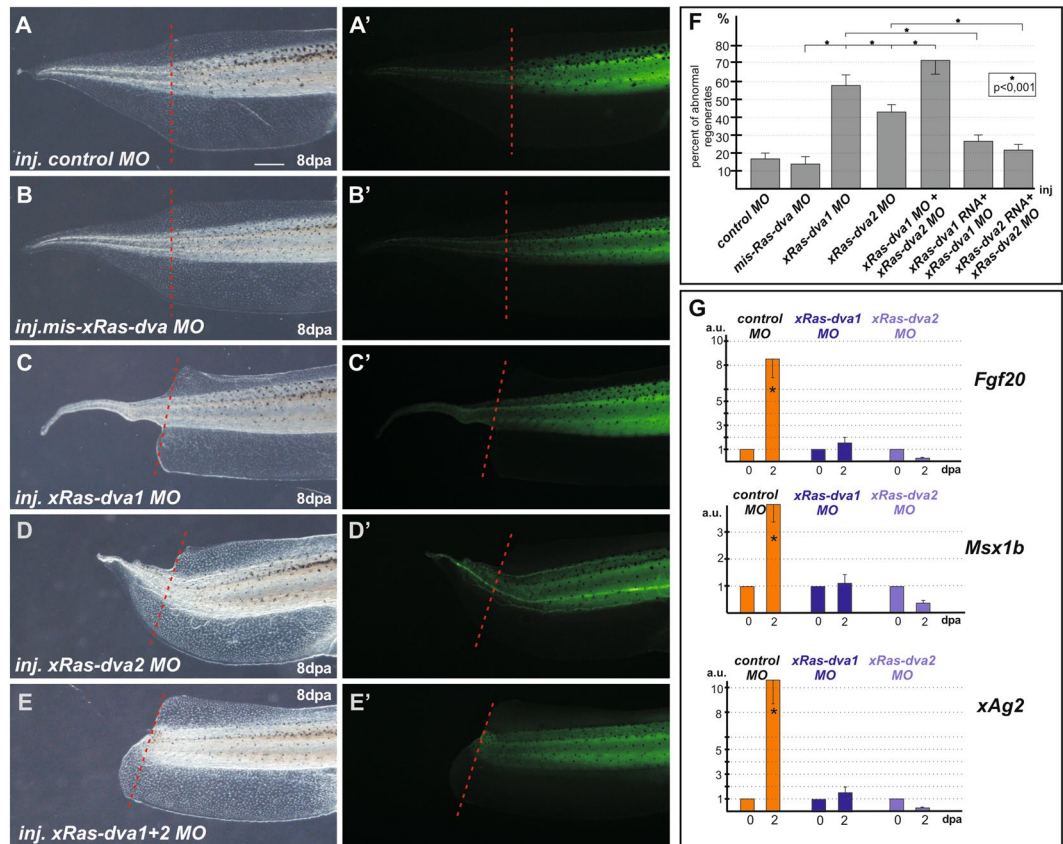 A
inj. control MO
8dpa
A'
B
inj.mis-xRas-dva MO
8dpa
B'
C
inj. xRas-dva1 MO
8dpa
C'
D
inj. xRas-dva2 MO
8dpa
D'
8dpa
E
inj. xRas-dva1+2 MO
E'
F
%
percent of abnormal
regenerates
80
70
60
50
40
30
20
10
*
*
*
*
*
*
p<0,001
inj
control MO
mis-Ras-dva MO
xRas-dva1 MO
xRas-dva2 MO
xRas-dva1 MO +
xRas-dva2 MO
xRas-dva1 RNA+
xRas-dva1 MO
xRas-dva2 RNA+
xRas-dva2 MO
G
a.u.
control
MO
xRas-dva1
MO
xRas-dva2
MO
10
8
5
3
1
*
Fgf20
0 2 0 2 0 2 dpa
a.u.
control
MO
xRas-dva1
MO
xRas-dva2
MO
3
2
1
*
Msx1b
0 2 0 2 0 2 dpa
a.u.
control
MO
xRas-dva1
MO
xRas-dva2
MO
10
8
5
3
1
*
xAg2
0 2 0 2 0 2 dpa